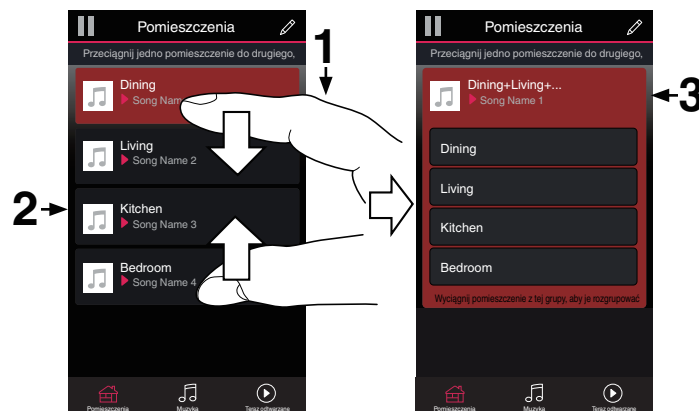 Pomieszczenia
Przeciągnij jedno pomieszczenie do drugiego,
1
Dining
Song Nam
Living
Song Name 2
2
Kitchen
Song Name 3
Bedroom
Song Name 4
Pomieszczenia
Muzyka
Teraz odtwarzane
Pomieszczenia
Przeciągnij jedno pomieszczenie do drugiego,
Dining+Living+...
Song Name 1
3
Dining
Living
Kitchen
Bedroom
Wyciągnij pomieszczenie z tej grupy, aby je rozgrupować
Pomieszczenia
Muzyka
Teraz odtwarzane